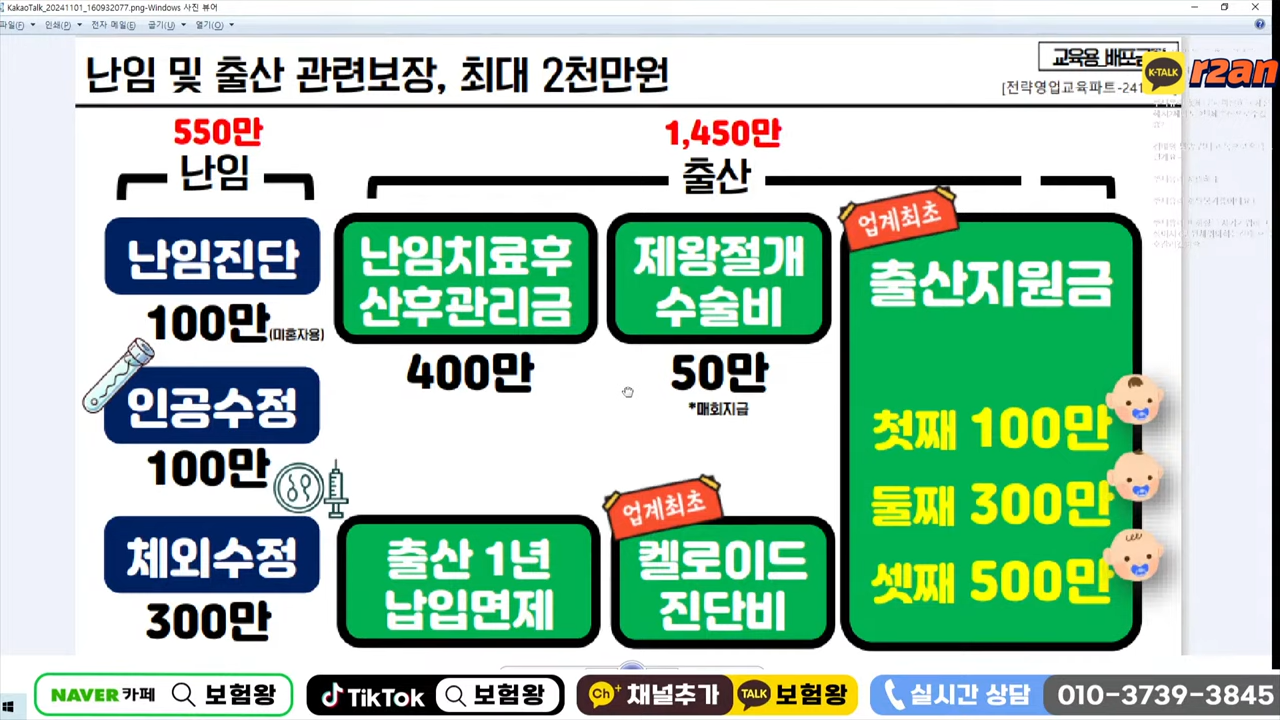 KakaoTalk_20241101_160932077.png-Windows 사진 뷰어
파일(F) 인쇄(P) 전자 메일(E) 굽기(U) 열기(O)
난임 및 출산 관련보장, 최대 2천만원
교육용 배포금
[전략영업교육파트-241
K-TALK r2an
550만
난임
1,450만
출산
난임진단
100만(미혼자용)
인공수정
100만
체외수정
300만
난임치료후
산후관리금
400만
제왕절개
수술비
50만
*매회지급
출산 1년
납입면제
업계최초
켈로이드
진단비
업계최초
출산지원금
첫째 100만
둘째 300만
셋째 500만
NAVER 카페 보험왕
TikTok 보험왕
Ch+ 채널추가 TALK 보험왕
실시간 상담 010-3739-3845